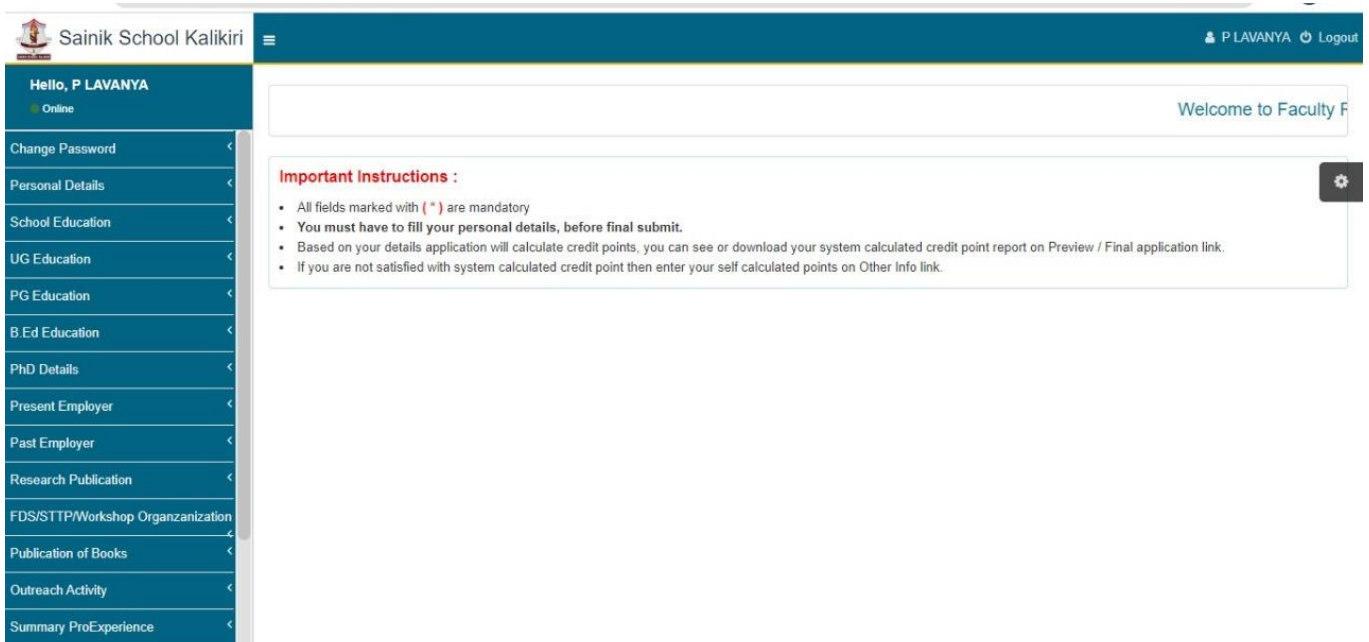 Sainik School Kalikiri
P LAVANYA Logout
Hello, P LAVANYA
Online
Change Password
Personal Details
School Education
UG Education
PG Education
B.Ed Education
PhD Details
Present Employer
Past Employer
Research Publication
FDS/STTP/Workshop Organzanization
Publication of Books
Outreach Activity
Summary ProExperience
Welcome to Faculty
Important Instructions :
All fields marked with ( * ) are mandatory
You must have to fill your personal details, before final submit.
Based on your details application will calculate credit points, you can see or download your system calculated credit point report on Preview / Final application link.
If you are not satisfied with system calculated credit point then enter your self calculated points on Other Info link.